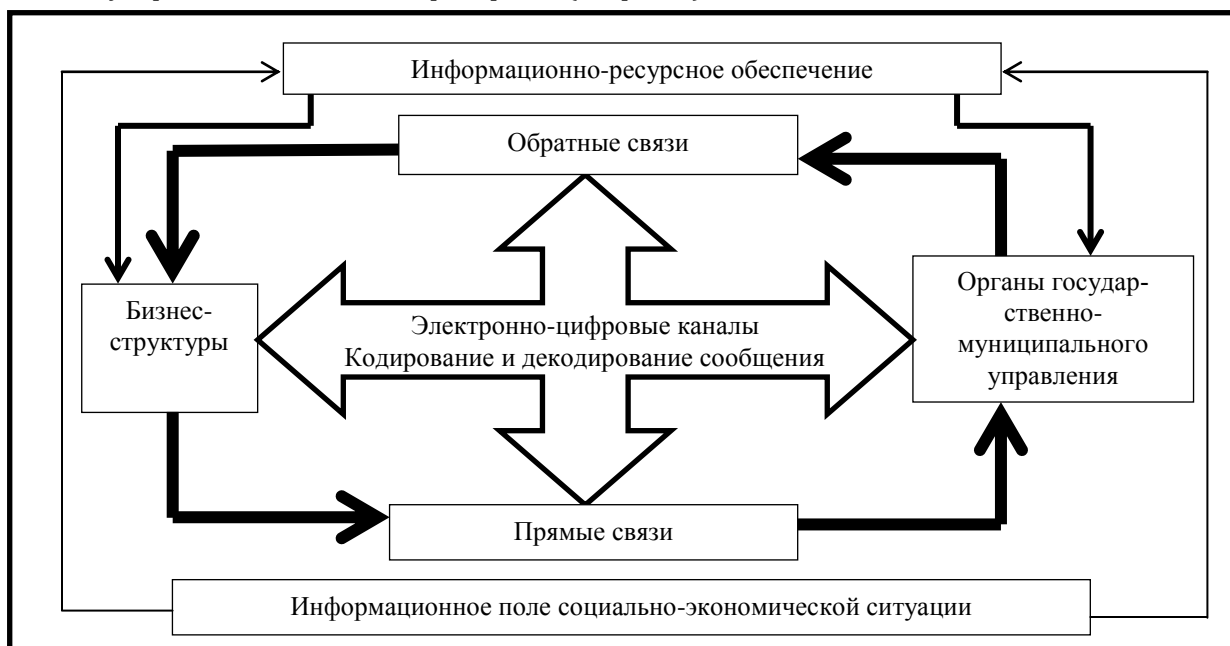 Информационно-ресурсное обеспечение
Обратные связи
Бизнес-
структуры
Электронно-цифровые каналы
Кодирование и декодирование сообщения
Органы государ-
ственно-
муниципального
управления
Прямые связи
Информационное поле социально-экономической ситуации